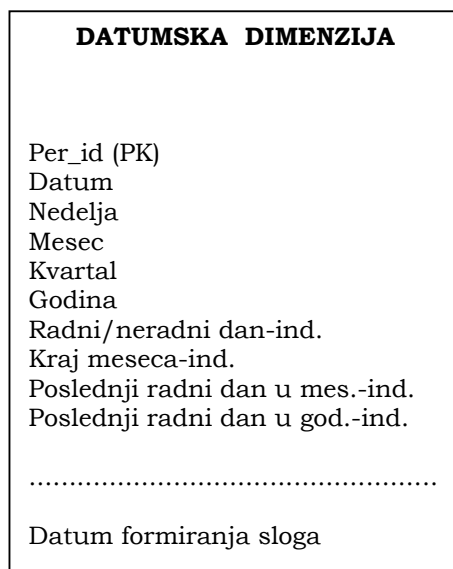 DATUMSKA DIMENZIJA
Per_id (PK)
Datum
Nedelja
Mesec
Kvartal
Godina
Radni/neradni dan-ind.
Kraj meseca-ind.
Poslednji radni dan u mes.-ind.
Poslednji radni dan u god.-ind.
..................................................
Datum formiranja sloga